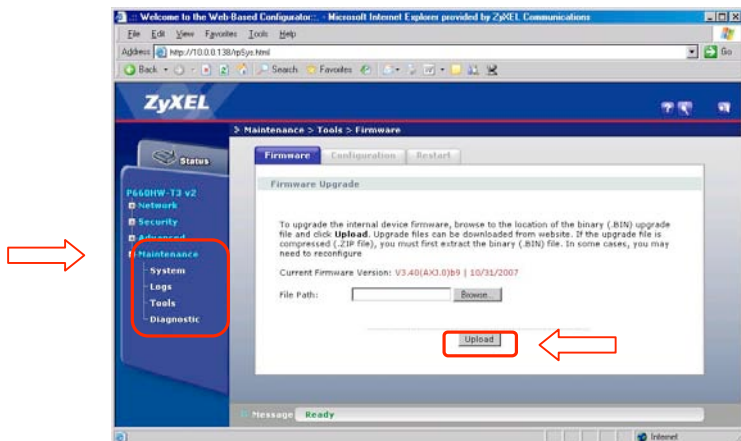 .:: Welcome to the Web-Based Configurator::. - Microsoft Internet Explorer provided by ZyXEL Communications
File Edit View Favorites Tools Help
Address http://10.0.0.138/rpSys.html
Go
Back Search Favorites
ZyXEL
> Maintenance > Tools > Firmware
Status
Firmware Configuration Restart
P660HW-T3 v2
Network
Security
Advanced
Maintenance
System
Logs
Tools
Diagnostic
Firmware Upgrade
To upgrade the internal device firmware, browse to the location of the binary (.BIN) upgrade
file and click Upload. Upgrade files can be downloaded from website. If the upgrade file is
compressed (.ZIP file), you must first extract the binary (.BIN) file. In some cases, you may
need to reconfigure
Current Firmware Version: V3.40(AXJ.0)b9 | 10/31/2007
File Path:
Browse...
Upload
Message Ready
Internet